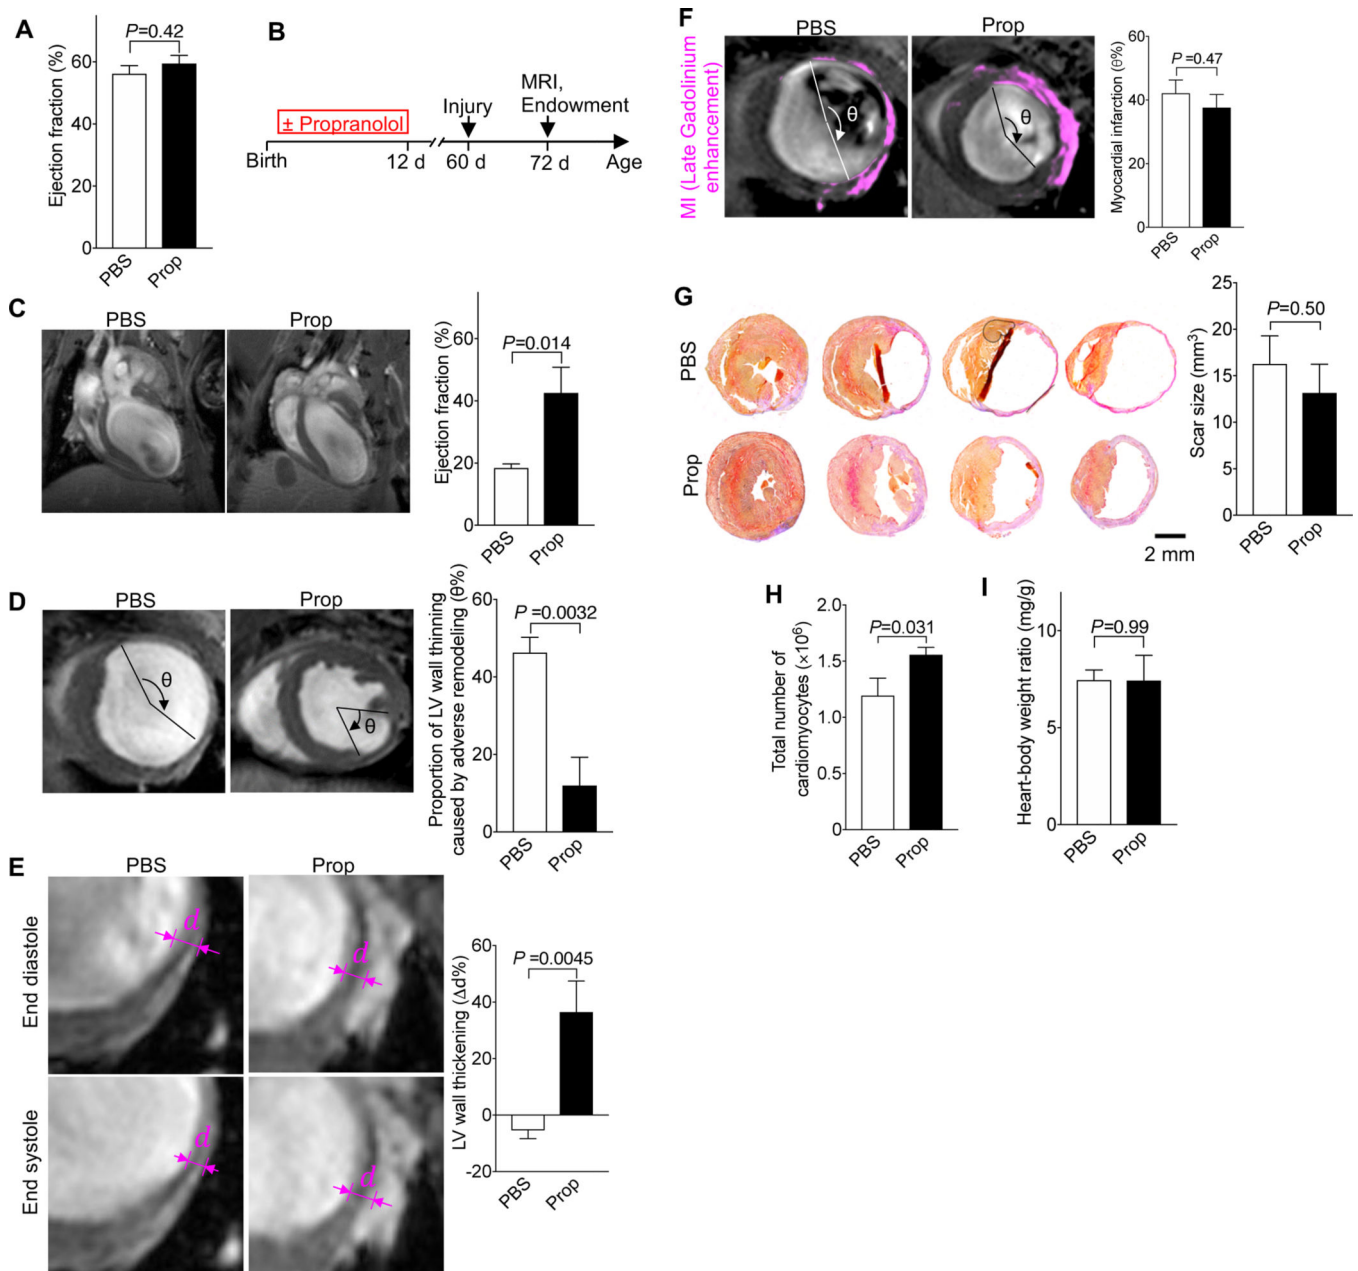 A
Ejection fraction (%)
80
60
40
20
0
P=0.42
PBS
Prop
B
± Propranolol
Injury
MRI,
Endowment
Birth
12 d
60 d
72 d
Age
C
PBS
Prop
Ejection fraction (%)
60
40
20
0
P=0.014
PBS
Prop
D
PBS
Prop
θ
θ
Proportion of LV wall thinning
caused by adverse remodeling (θ%)
60
40
20
0
P =0.0032
PBS
Prop
E
PBS
Prop
End diastole
d
d
End systole
d
d
LV wall thickening (Δd%)
60
40
20
0
-20
P =0.0045
PBS
Prop
F
PBS
Prop
MI (Late Gadolinium
enhancement)
θ
θ
Myocardial infarction (θ%)
60
40
20
0
P=0.47
PBS
Prop
G
PBS
Prop
2 mm
Scar size (mm³)
25
20
15
10
5
0
P=0.50
PBS
Prop
H
Total number of
cardiomyocytes (×10⁶)
2.0
1.5
1.0
0.5
0
P=0.031
PBS
Prop
I
Heart-body weight ratio (mg/g)
10
5
0
P=0.99
PBS
Prop